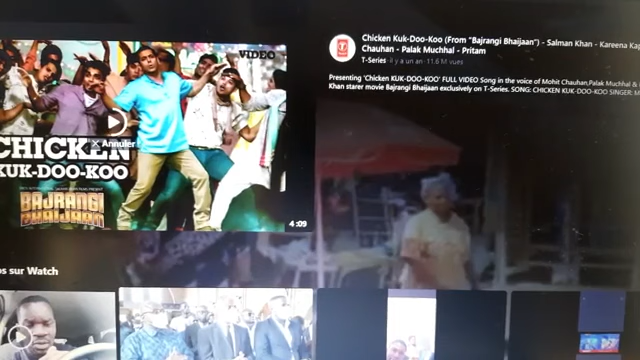 Chicken Kuk-Doo-Koo (From "Bajrangi Bhaijaan") - Salman Khan - Kareena Kap
Chauhan - Palak Muchhal - Pritam
T-Series · il y a un an · 11.6 M vues
Presenting 'Chicken KUK-DOO-KOO' FULL VIDEO Song in the voice of Mohit Chauhan,Palak Muchhal &
Khan starer movie Bajrangi Bhaijaan exclusively on T-Series. SONG: CHICKEN KUK-DOO-KOO SINGER: M
VIDEO
× Annuler
CHICKEN
KUK-DOO-KOO
BAJRANGI
BHAIJAAN
4:09
os sur Watch